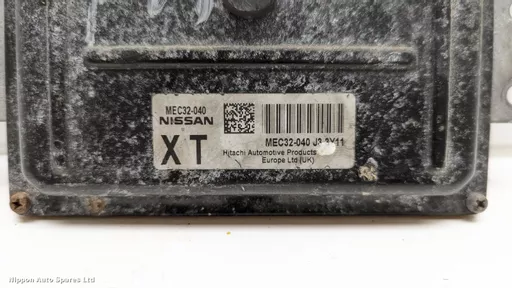 MEC32-040
NISSAN
XT
MEC32-040
Hitachi Automotive Products
Europe Ltd (UK)
Nippon Auto Spares Ltd